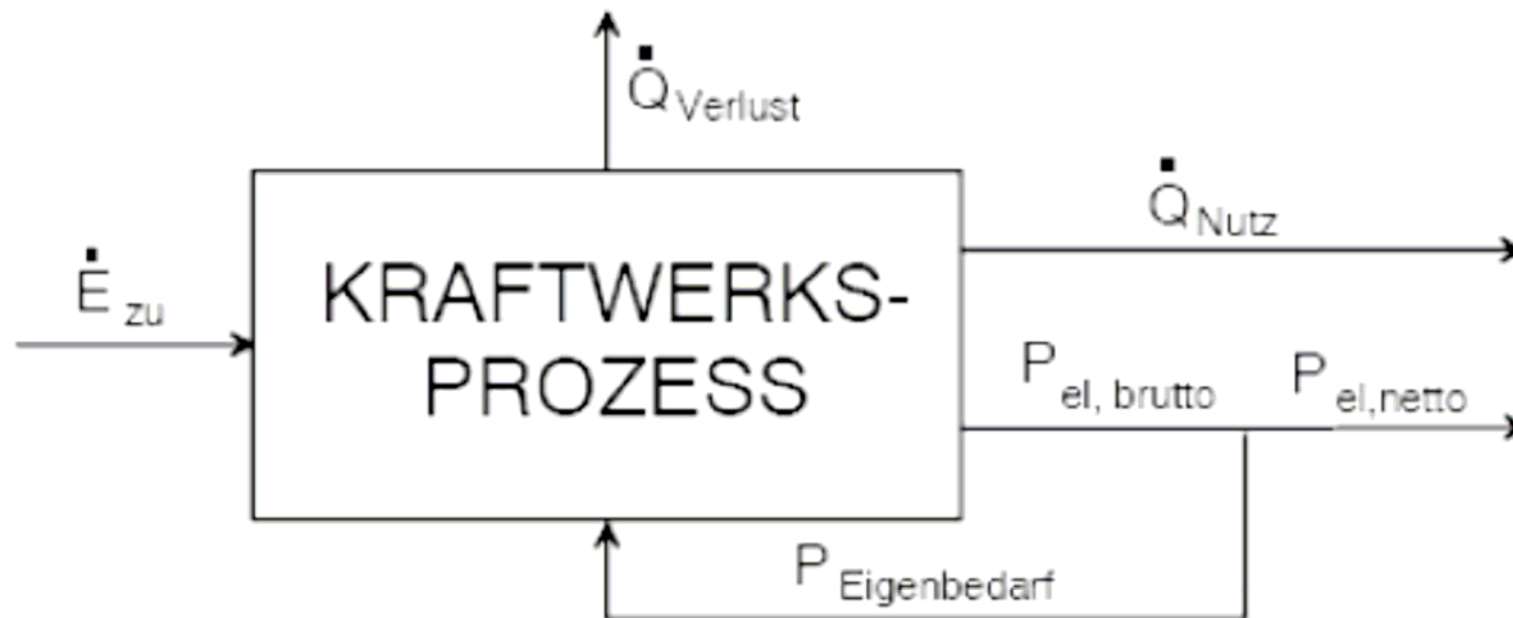 Q̇ Verlust
Q̇ Nutz
Ė zu
KRAFTWERKS-
PROZESS
P el, brutto
P el,netto
P Eigenbedarf